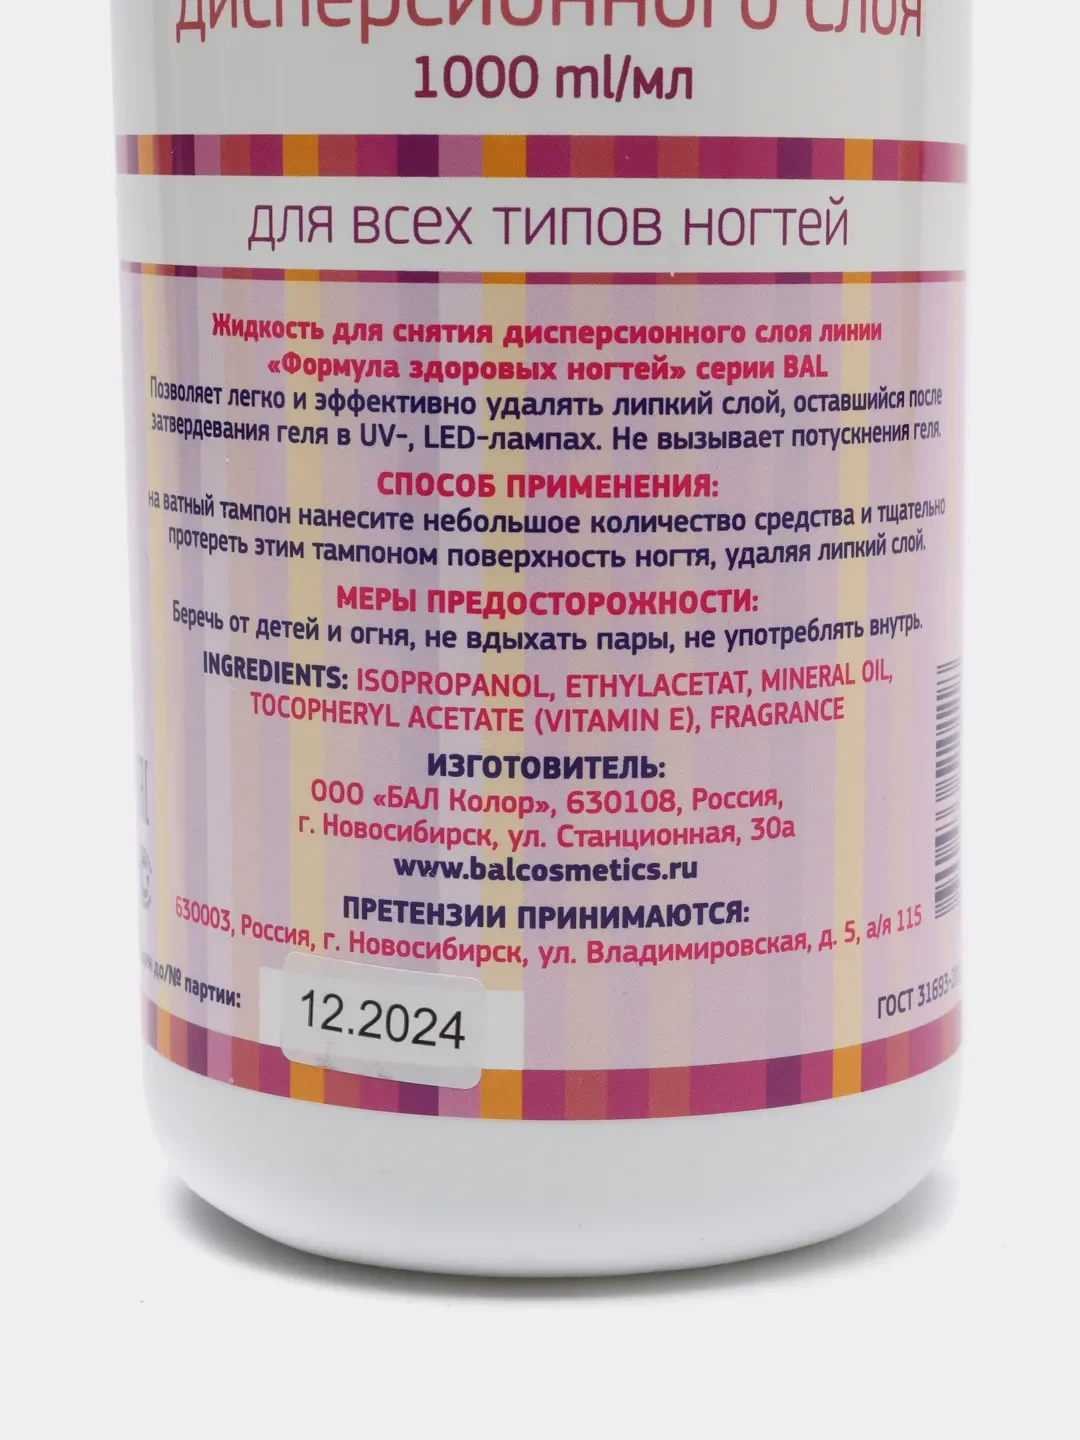 дисперсионного слоя
1000 ml/мл
для всех типов ногтей
Жидкость для снятия дисперсионного слоя линии
«Формула здоровых ногтей» серии BAL
Позволяет легко и эффективно удалять липкий слой, оставшийся после
затвердевания геля в UV-, LED-лампах. Не вызывает потускнения геля.
СПОСОБ ПРИМЕНЕНИЯ:
на ватный тампон нанесите небольшое количество средства и тщательно
протереть этим тампоном поверхность ногтя, удаляя липкий слой.
МЕРЫ ПРЕДОСТОРОЖНОСТИ:
Беречь от детей и огня, не вдыхать пары, не употреблять внутрь.
INGREDIENTS: ISOPROPANOL, ETHYLACETAT, MINERAL OIL,
TOCOPHERYL ACETATE (VITAMIN E), FRAGRANCE
ИЗГОТОВИТЕЛЬ:
ООО «БАЛ Колор», 630108, Россия,
г. Новосибирск, ул. Станционная, 30а
www.balcosmetics.ru
ПРЕТЕНЗИИ ПРИНИМАЮТСЯ:
630003, Россия, г. Новосибирск, ул. Владимировская, д. 5, а/я 115
до/№ партии:
12.2024
ГОСТ 31693-